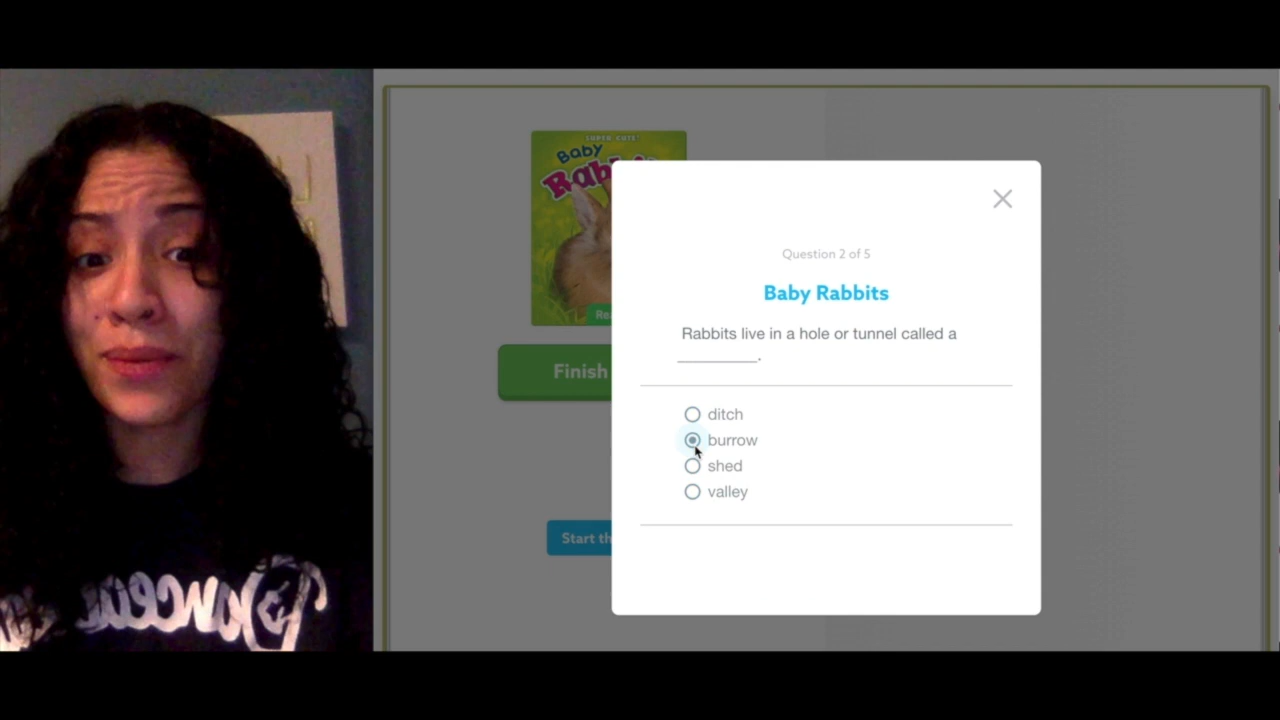 SUPER CUTE!
Baby
Finish
Start th
Question 2 of 5
Baby Rabbits
Rabbits live in a hole or tunnel called a
_________.
ditch
burrow
shed
valley